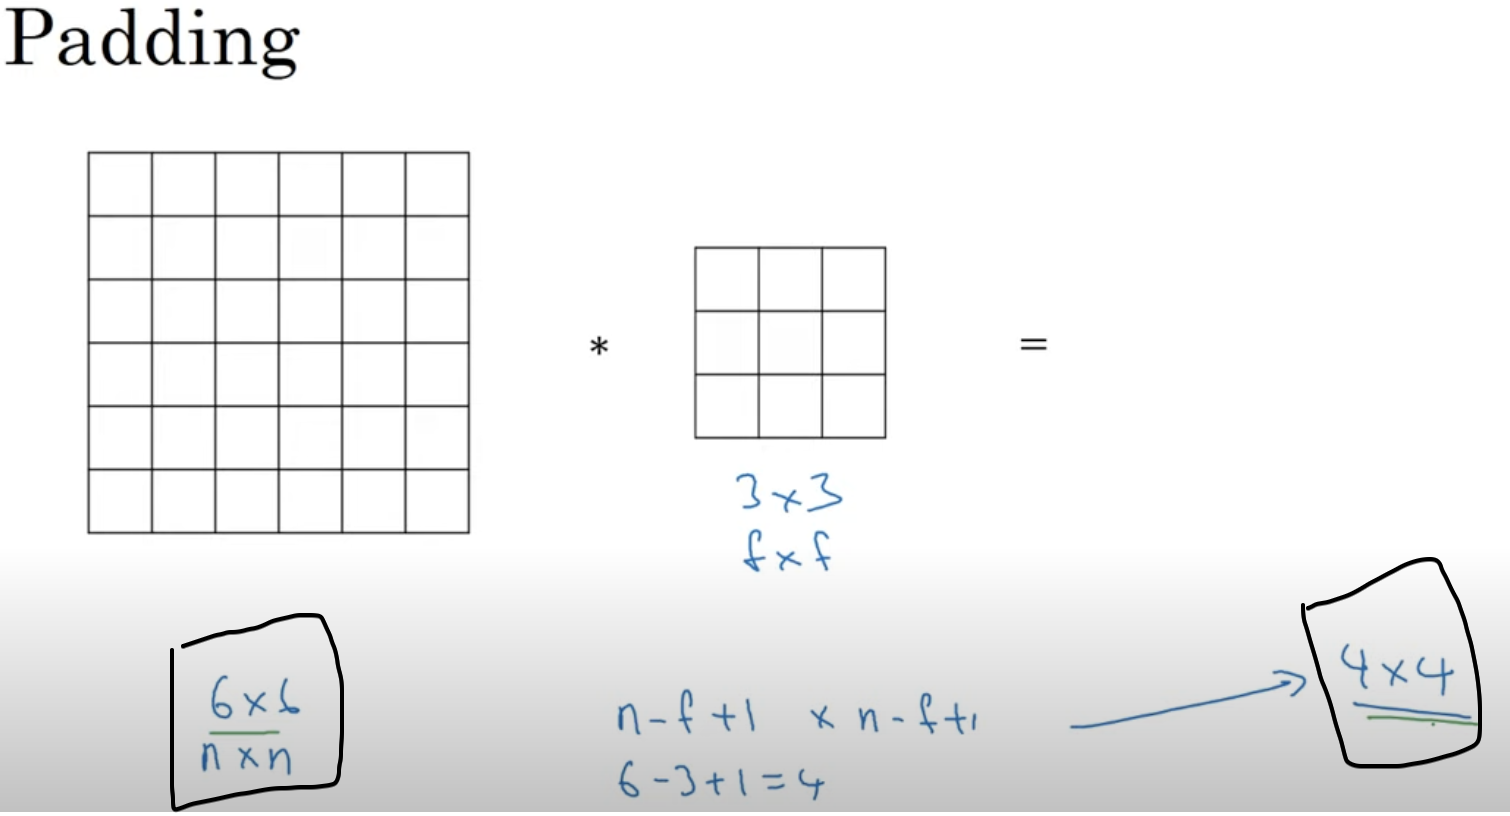 Padding
* =
3 x 3
f x f
6 x 6
n x n
n - f + 1 x n - f + 1
6 - 3 + 1 = 4
4 x 4